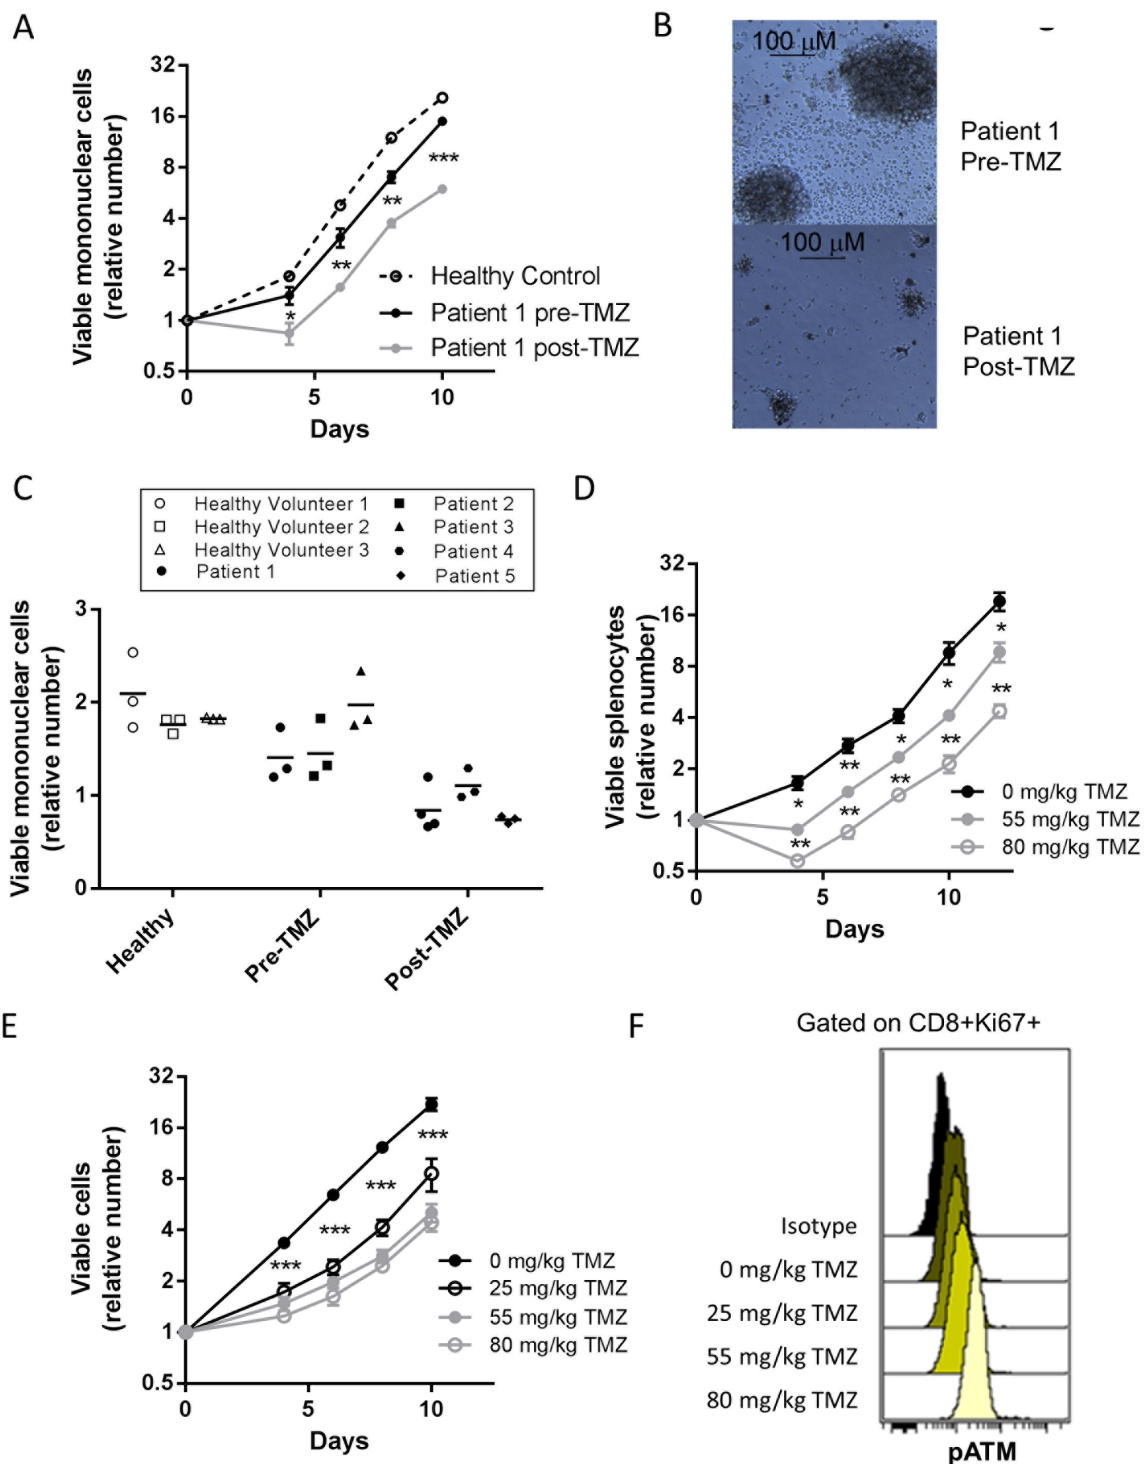 A
Viable mononuclear cells
(relative number)
32
16
8
4
2
1
0.5
0
5
10
Days
*
**
**
***
Healthy Control
Patient 1 pre-TMZ
Patient 1 post-TMZ
B
100 µM
Patient 1
Pre-TMZ
100 µM
Patient 1
Post-TMZ
C
Healthy Volunteer 1
Healthy Volunteer 2
Healthy Volunteer 3
Patient 1
Patient 2
Patient 3
Patient 4
Patient 5
Viable mononuclear cells
(relative number)
3
2
1
0
Healthy
Pre-TMZ
Post-TMZ
D
Viable splenocytes
(relative number)
32
16
8
4
2
1
0.5
0
5
10
Days
*
**
*
*
*
**
**
**
**
**
0 mg/kg TMZ
55 mg/kg TMZ
80 mg/kg TMZ
E
Viable cells
(relative number)
32
16
8
4
2
1
0.5
0
5
10
Days
***
***
***
***
0 mg/kg TMZ
25 mg/kg TMZ
55 mg/kg TMZ
80 mg/kg TMZ
F
Gated on CD8+Ki67+
Isotype
0 mg/kg TMZ
25 mg/kg TMZ
55 mg/kg TMZ
80 mg/kg TMZ
pATM